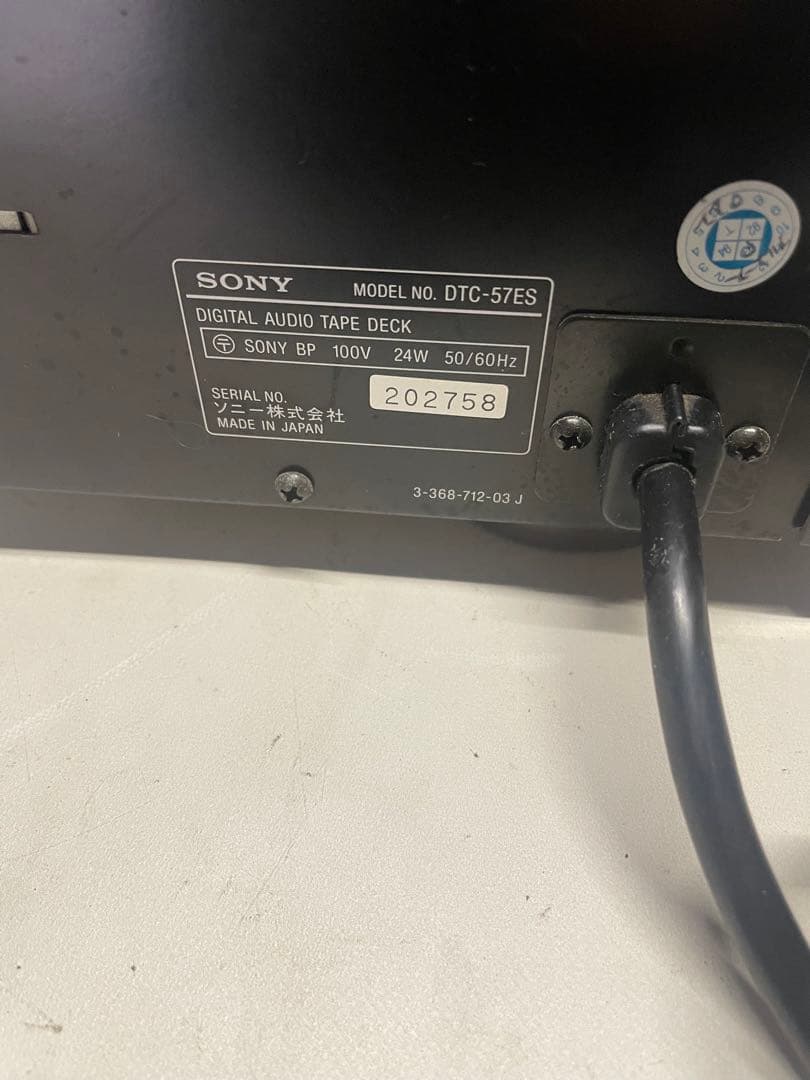 SONY MODEL NO. DTC-57ES
DIGITAL AUDIO TAPE DECK
〒 SONY BP 100V 24W 50/60Hz
SERIAL NO. 202758
ソニー株式会社
MADE IN JAPAN
3-368-712-03 J